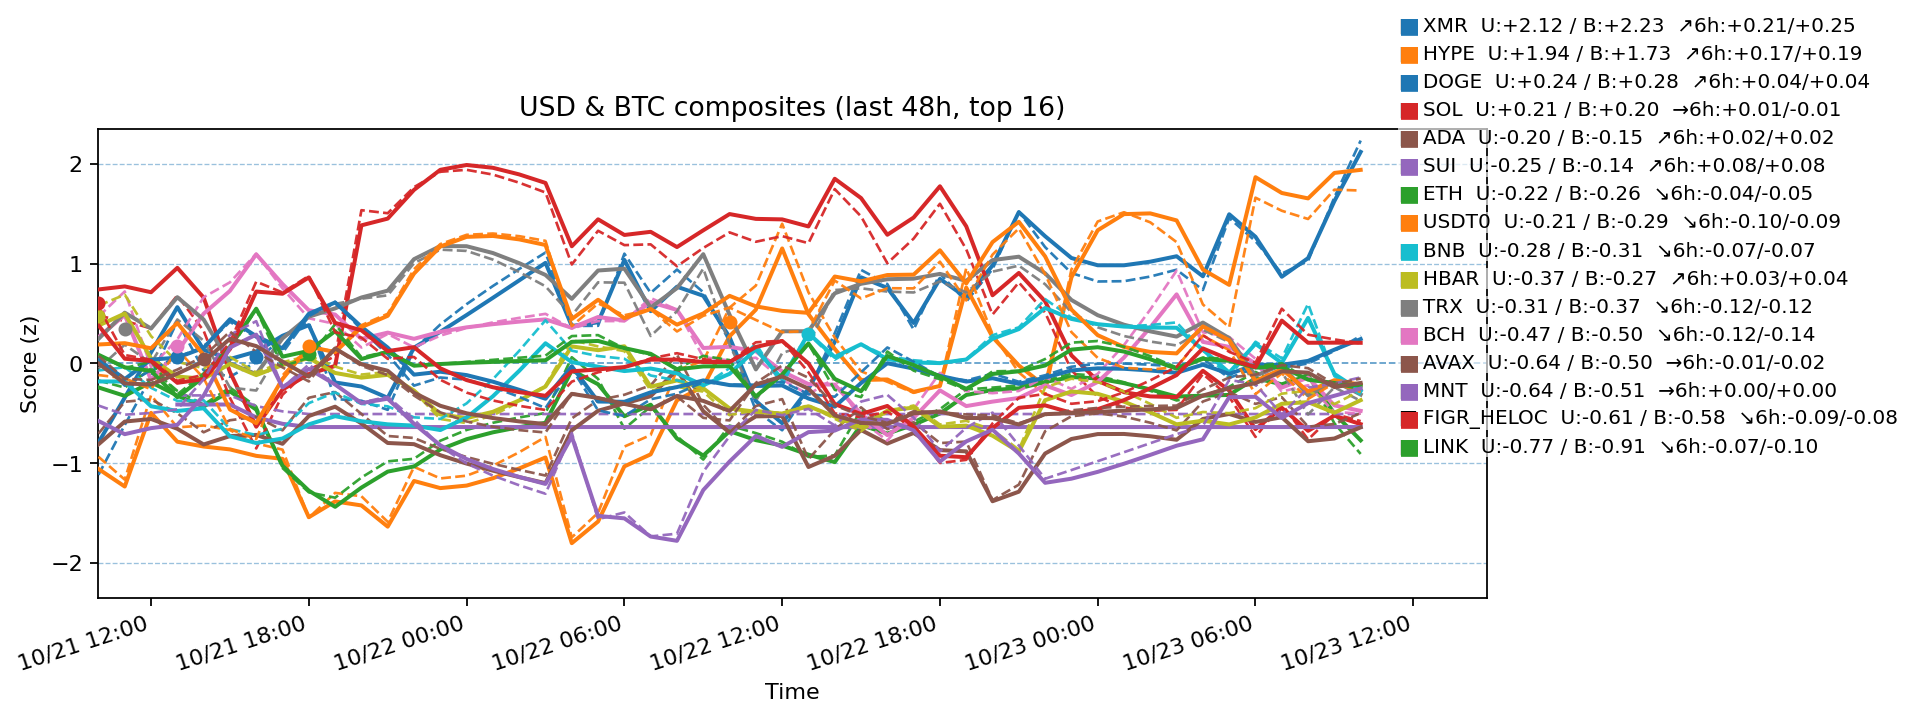 XMR  U:+2.12 / B:+2.23  ↗6h:+0.21/+0.25
HYPE  U:+1.94 / B:+1.73  ↗6h:+0.17/+0.19
DOGE  U:+0.24 / B:+0.28  ↗6h:+0.04/+0.04
SOL  U:+0.21 / B:+0.20  →6h:+0.01/-0.01
ADA  U:-0.20 / B:-0.15  ↗6h:+0.02/+0.02
SUI  U:-0.25 / B:-0.14  ↗6h:+0.08/+0.08
ETH  U:-0.22 / B:-0.26  ↘6h:-0.04/-0.05
USDT0  U:-0.21 / B:-0.29  ↘6h:-0.10/-0.09
BNB  U:-0.28 / B:-0.31  ↘6h:-0.07/-0.07
HBAR  U:-0.37 / B:-0.27  ↗6h:+0.03/+0.04
TRX  U:-0.31 / B:-0.37  ↘6h:-0.12/-0.12
BCH  U:-0.47 / B:-0.50  ↘6h:-0.12/-0.14
AVAX  U:-0.64 / B:-0.50  →6h:-0.01/-0.02
MNT  U:-0.64 / B:-0.51  →6h:+0.00/+0.00
FIGR_HELOC  U:-0.61 / B:-0.58  ↘6h:-0.09/-0.08
LINK  U:-0.77 / B:-0.91  ↘6h:-0.07/-0.10
USD & BTC composites (last 48h, top 16)
Score (z)
2
1
0
−1
−2
10/21 12:00
10/21 18:00
10/22 00:00
10/22 06:00
10/22 12:00
10/22 18:00
10/23 00:00
10/23 06:00
10/23 12:00
Time